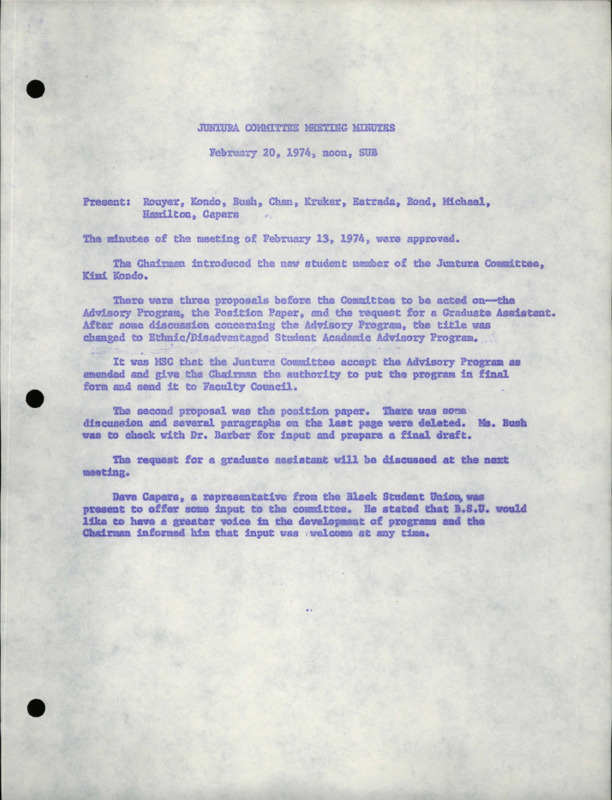 JUNTURA COMMITTEE MEETING MINUTES
February 20, 1974, noon, SUB
Present: Rouyer, Kondo, Bush, Chan, Krukar, Estrada, Bond, Michael,
Hamilton, Capers
The minutes of the meeting of February 13, 1974, were approved.
The Chairman introduced the new student member of the Juntura Committee,
Kimi Kondo.
There were three proposals before the Committee to be acted on—the
Advisory Program, the Position Paper, and the request for a Graduate Assistant.
After some discussion concerning the Advisory Program, the title was
changed to Ethnic/Disadvantaged Student Academic Advisory Program.
It was MSC that the Juntura Committee accept the Advisory Program as
amended and give the Chairman the authority to put the program in final
form and send it to Faculty Council.
The second proposal was the position paper. There was some
discussion and several paragraphs on the last page were deleted. Ms. Bush
was to check with Dr. Barber for input and prepare a final draft.
The request for a graduate assistant will be discussed at the next
meeting.
Dave Capers, a representative from the Black Student Union, was
present to offer some input to the committee. He stated that B.S.U. would
like to have a greater voice in the development of programs and the
Chairman informed him that input was welcome at any time.